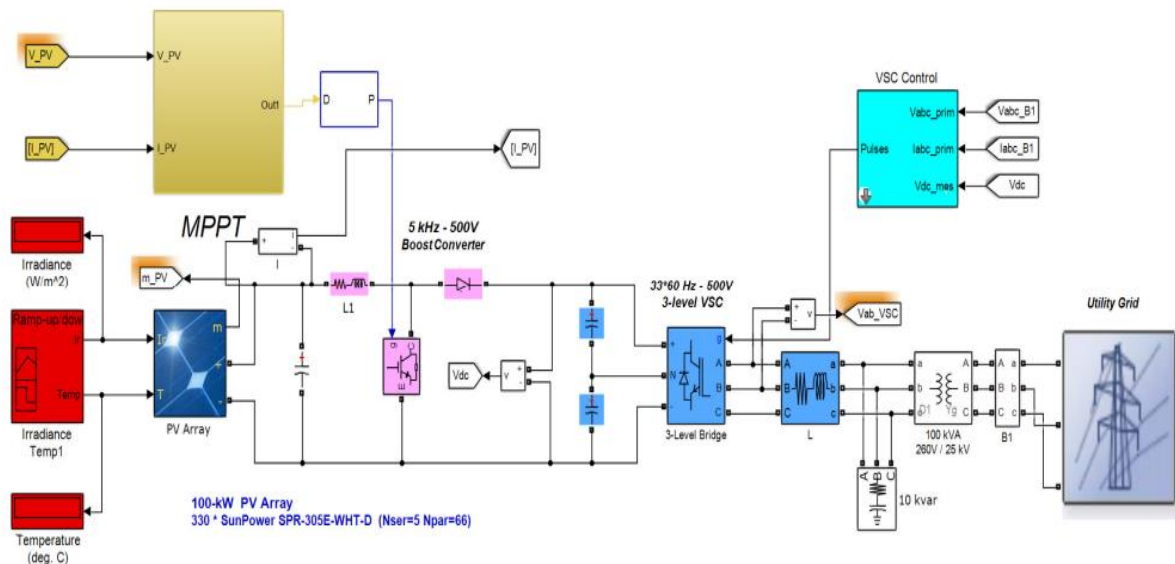 V_PV
V_PV
Out1
[I_PV]
I_PV
D
P
[I_PV]
VSC Control
Vabc_prim
Vabc_B1
Pulses
Iabc_prim
Iabc_B1
Vdc_mes
Vdc
MPPT
5 kHz - 500V
Boost Converter
Irradiance
(W/m^2)
m_PV
+
-
i
I
L1
33*60 Hz - 500V
3-level VSC
+
-
v
Vab_VSC
Utility Grid
Ramp-up/dow
Ir
Temp
Irradiance
Temp1
m
+
T
-
PV Array
g
C
E
Vdc
v
+
-
+
N
-
g
A
B
C
3-Level Bridge
A
B
C
a
b
c
L
a
b
c
D1
Yg
A
B
C
100 kVA
260V / 25 kV
A
B
C
a
b
c
B1
A
B
C
10 kvar
100-kW PV Array
330 * SunPower SPR-305E-WHT-D (Nser=5 Npar=66)
Temperature
(deg. C)